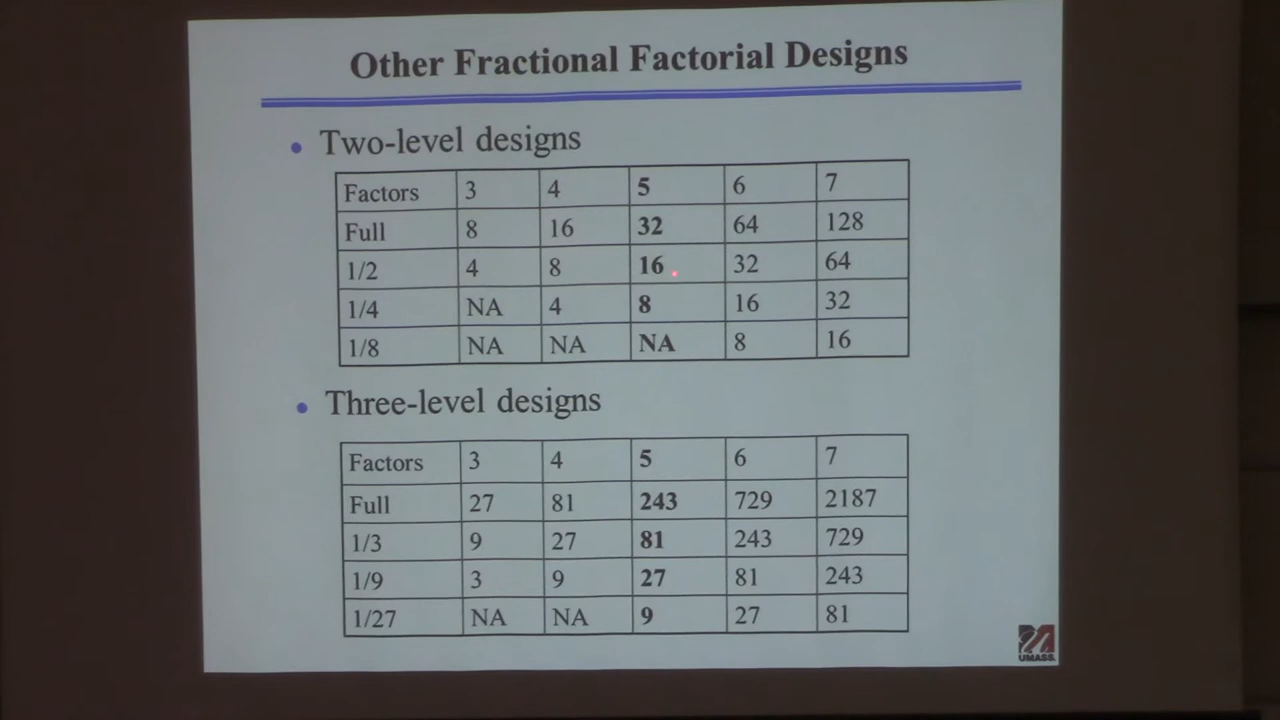 Other Fractional Factorial Designs
• Two-level designs
Factors 3 4 5 6 7
Full 8 16 32 64 128
1/2 4 8 16 32 64
1/4 NA 4 8 16 32
1/8 NA NA NA 8 16
• Three-level designs
Factors 3 4 5 6 7
Full 27 81 243 729 2187
1/3 9 27 81 243 729
1/9 3 9 27 81 243
1/27 NA NA 9 27 81
UMASS